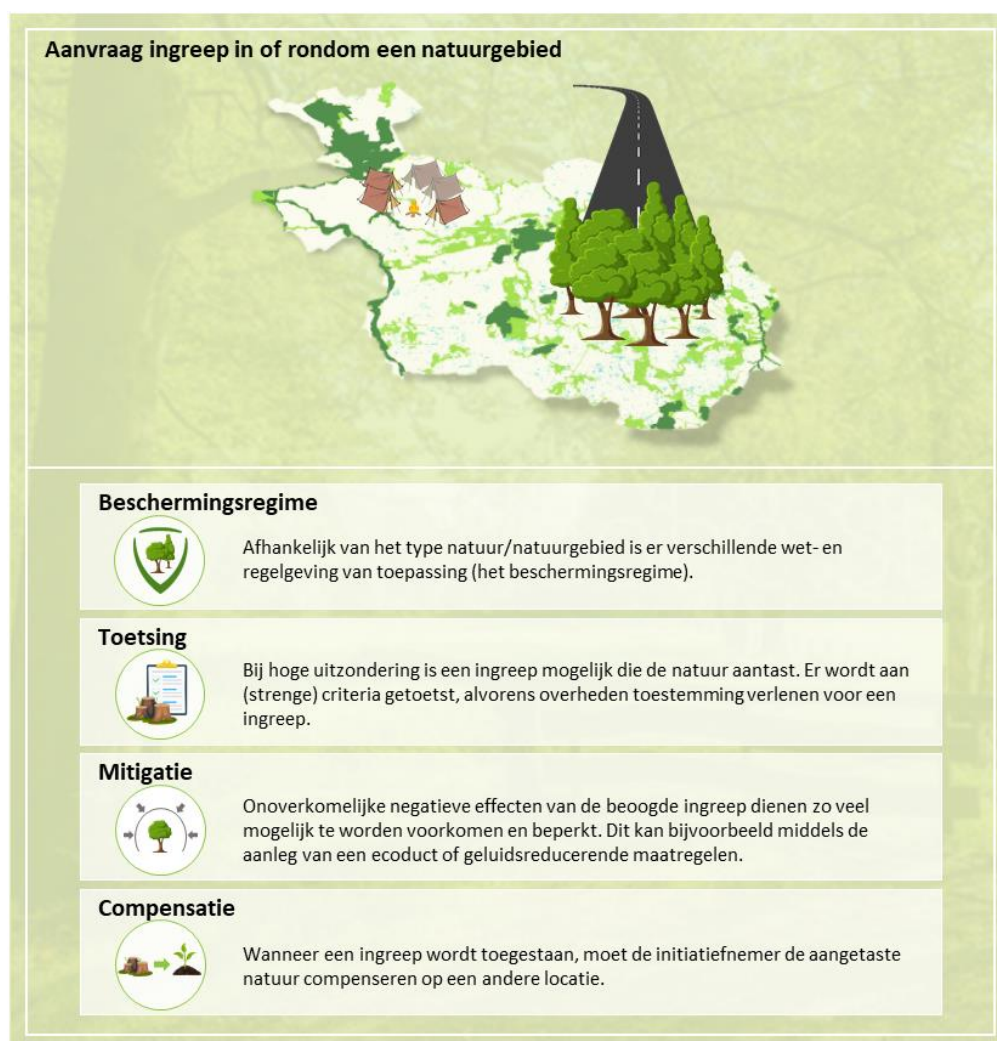 Aanvraag ingreep in of rondom een natuurgebied
Beschermingsregime
Afhankelijk van het type natuur/natuurgebied is er verschillende wet- en
regelgeving van toepassing (het beschermingsregime).
Toetsing
Bij hoge uitzondering is een ingreep mogelijk die de natuur aantast. Er wordt aan
(strenge) criteria getoetst, alvorens overheden toestemming verlenen voor een
ingreep.
Mitigatie
Onoverkomelijke negatieve effecten van de beoogde ingreep dienen zo veel
mogelijk te worden voorkomen en beperkt. Dit kan bijvoorbeeld middels de
aanleg van een ecoduct of geluidsreducerende maatregelen.
Compensatie
Wanneer een ingreep wordt toegestaan, moet de initiatiefnemer de aangetaste
natuur compenseren op een andere locatie.